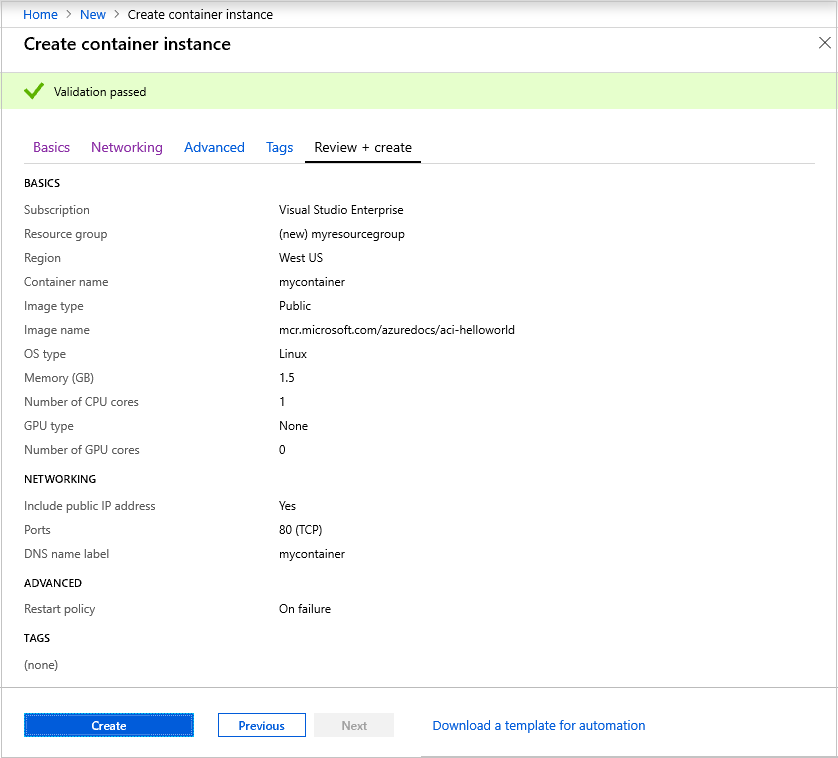 Home > New > Create container instance
Create container instance
Validation passed
Basics Networking Advanced Tags Review + create
BASICS
Subscription Visual Studio Enterprise
Resource group (new) myresourcegroup
Region West US
Container name mycontainer
Image type Public
Image name mcr.microsoft.com/azuredocs/aci-helloworld
OS type Linux
Memory (GB) 1.5
Number of CPU cores 1
GPU type None
Number of GPU cores 0
NETWORKING
Include public IP address Yes
Ports 80 (TCP)
DNS name label mycontainer
ADVANCED
Restart policy On failure
TAGS
(none)
Create Previous Next Download a template for automation